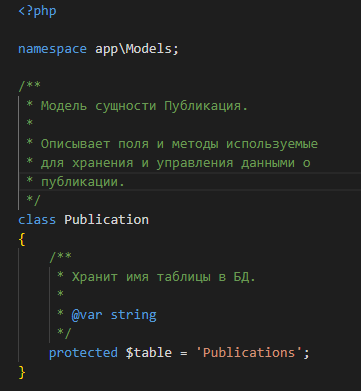 <?php
namespace app\Models;
/**
 * Модель сущности Публикация.
 *
 * Описывает поля и методы используемые
 * для хранения и управления данными о
 * публикации.
 */
class Publication
{
    /**
     * Хранит имя таблицы в БД.
     *
     * @var string
     */
    protected $table = 'Publications';
}